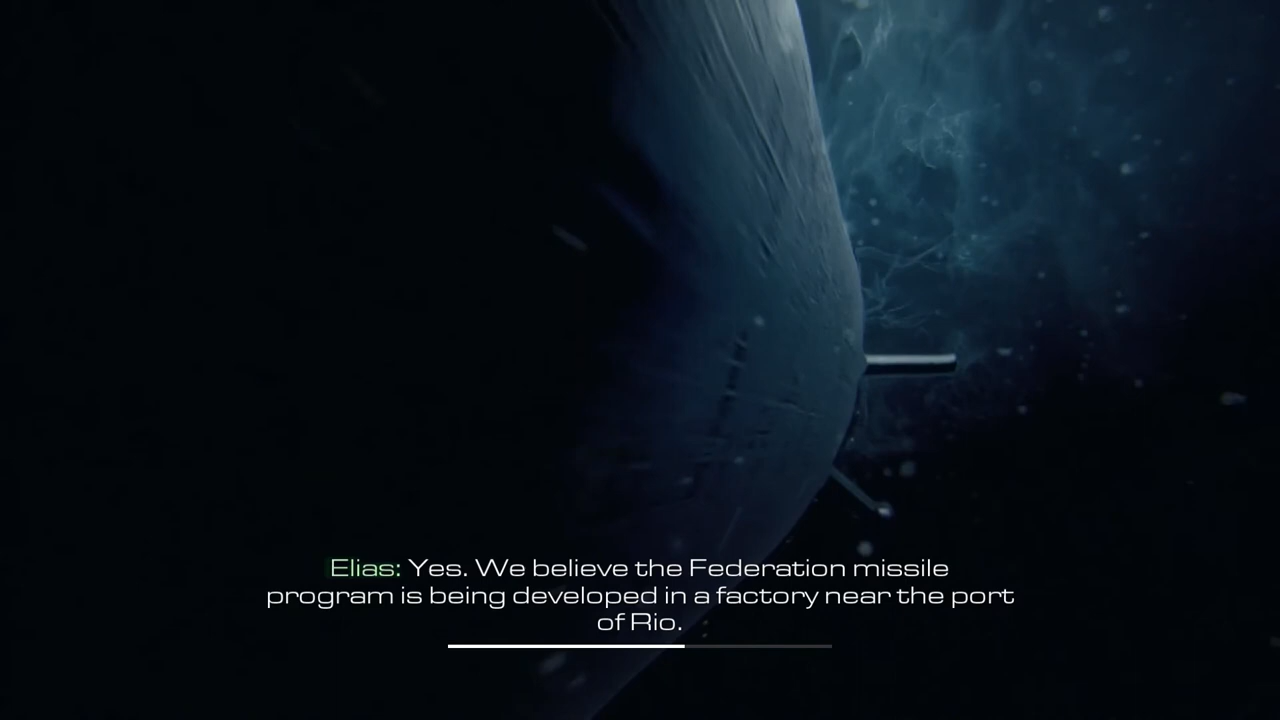 Elias: Yes. We believe the Federation missile
program is being developed in a factory near the port
of Rio.